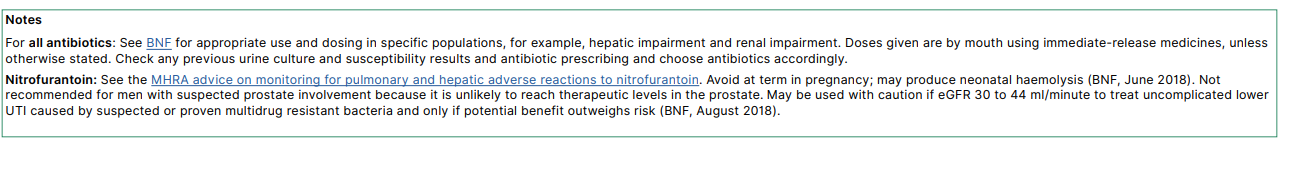 Notes
For all antibiotics: See BNF for appropriate use and dosing in specific populations, for example, hepatic impairment and renal impairment. Doses given are by mouth using immediate-release medicines, unless
otherwise stated. Check any previous urine culture and susceptibility results and antibiotic prescribing and choose antibiotics accordingly.
Nitrofurantoin: See the MHRA advice on monitoring for pulmonary and hepatic adverse reactions to nitrofurantoin. Avoid at term in pregnancy; may produce neonatal haemolysis (BNF, June 2018). Not
recommended for men with suspected prostate involvement because it is unlikely to reach therapeutic levels in the prostate. May be used with caution if eGFR 30 to 44 ml/minute to treat uncomplicated lower
UTI caused by suspected or proven multidrug resistant bacteria and only if potential benefit outweighs risk (BNF, August 2018).